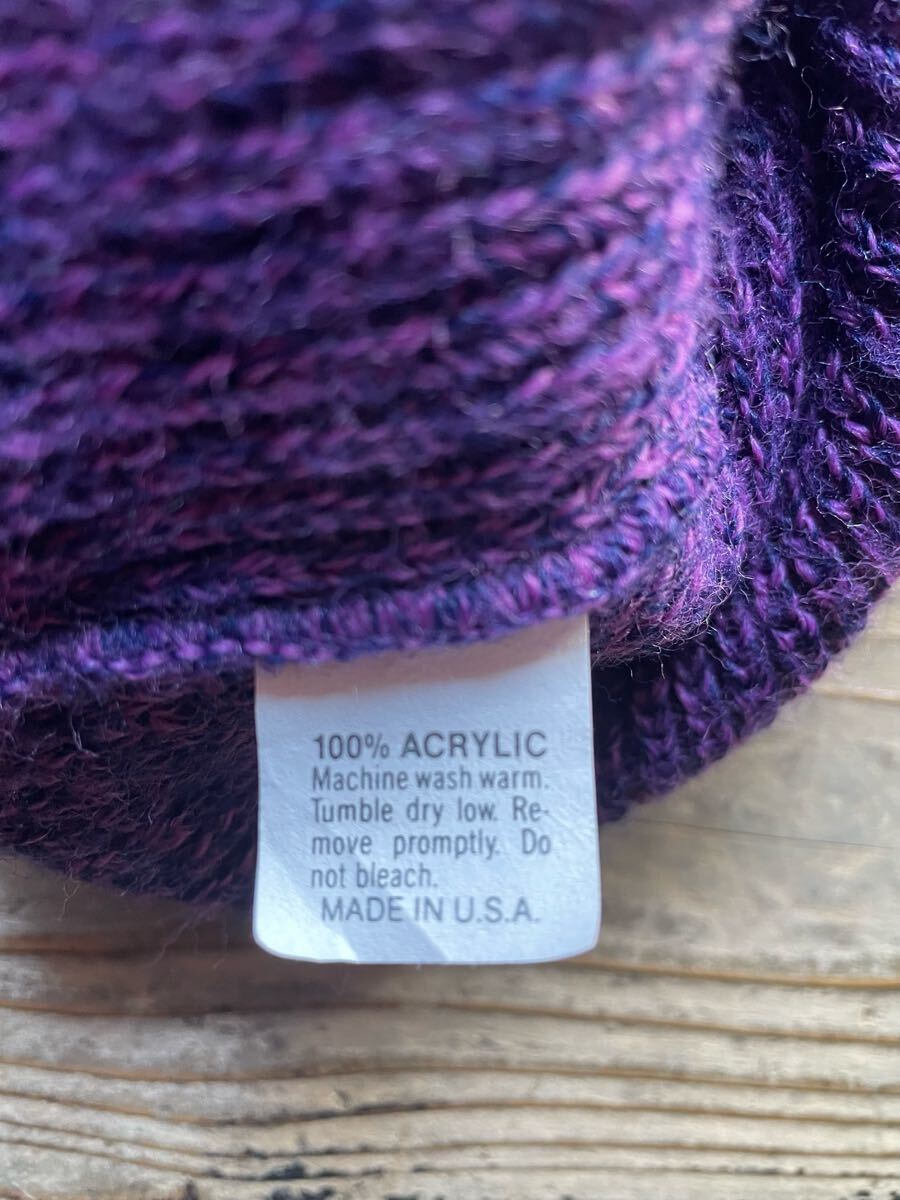 100% ACRYLIC
Machine wash warm.
Tumble dry low. Re-
move promptly. Do
not bleach.
MADE IN U.S.A.